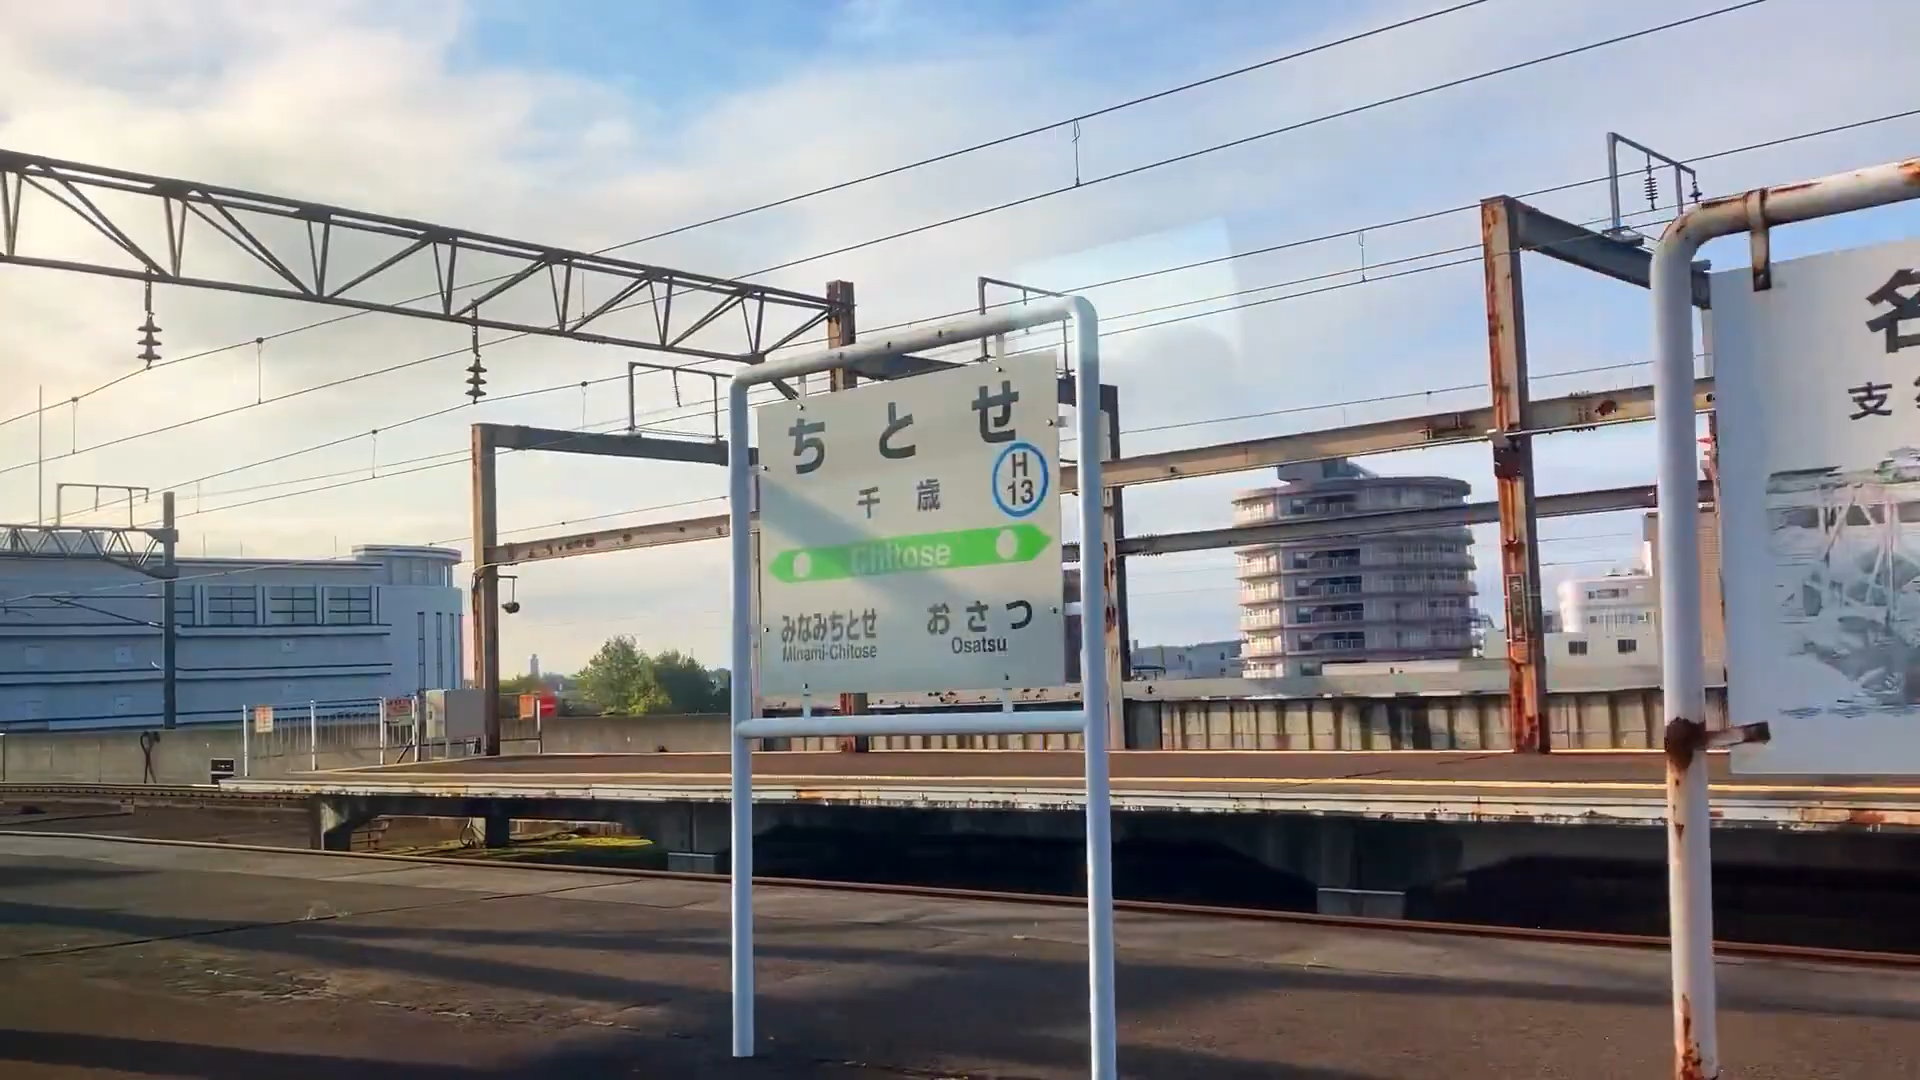 ちとせ
H
13
千歳
Chitose
みなみちとせ
Minami-Chitose
おさつ
Osatsu
名
支